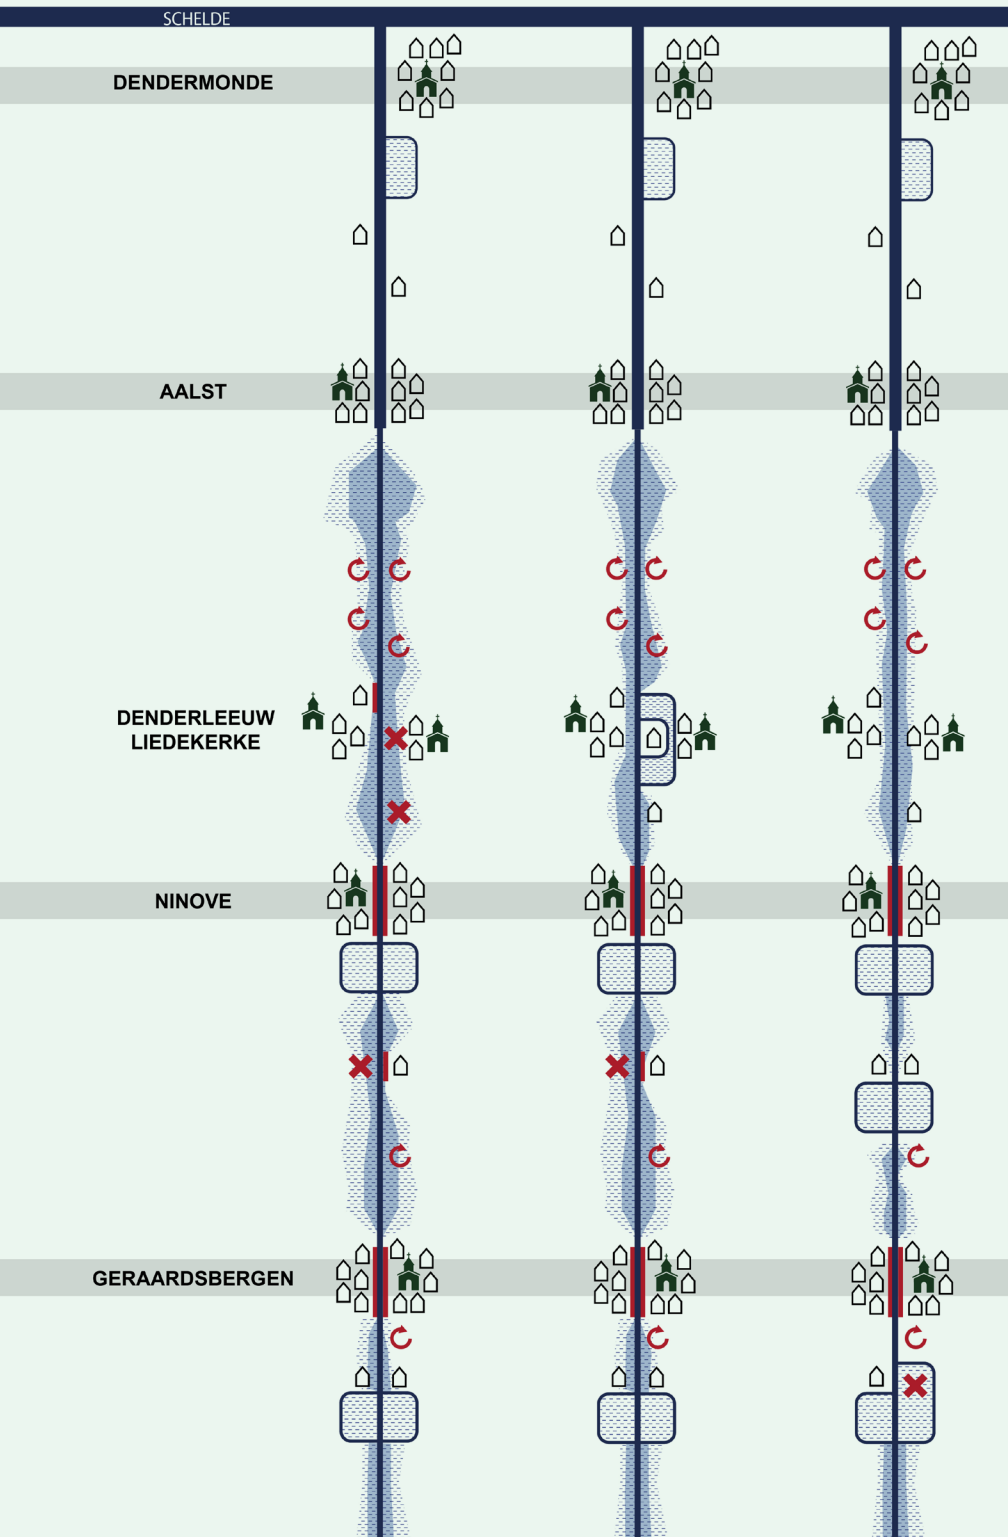 SCHELDE
DENDERMONDE
AALST
DENDERLEEUW
LIEDEKERKE
NINOVE
GERAARDSBERGEN